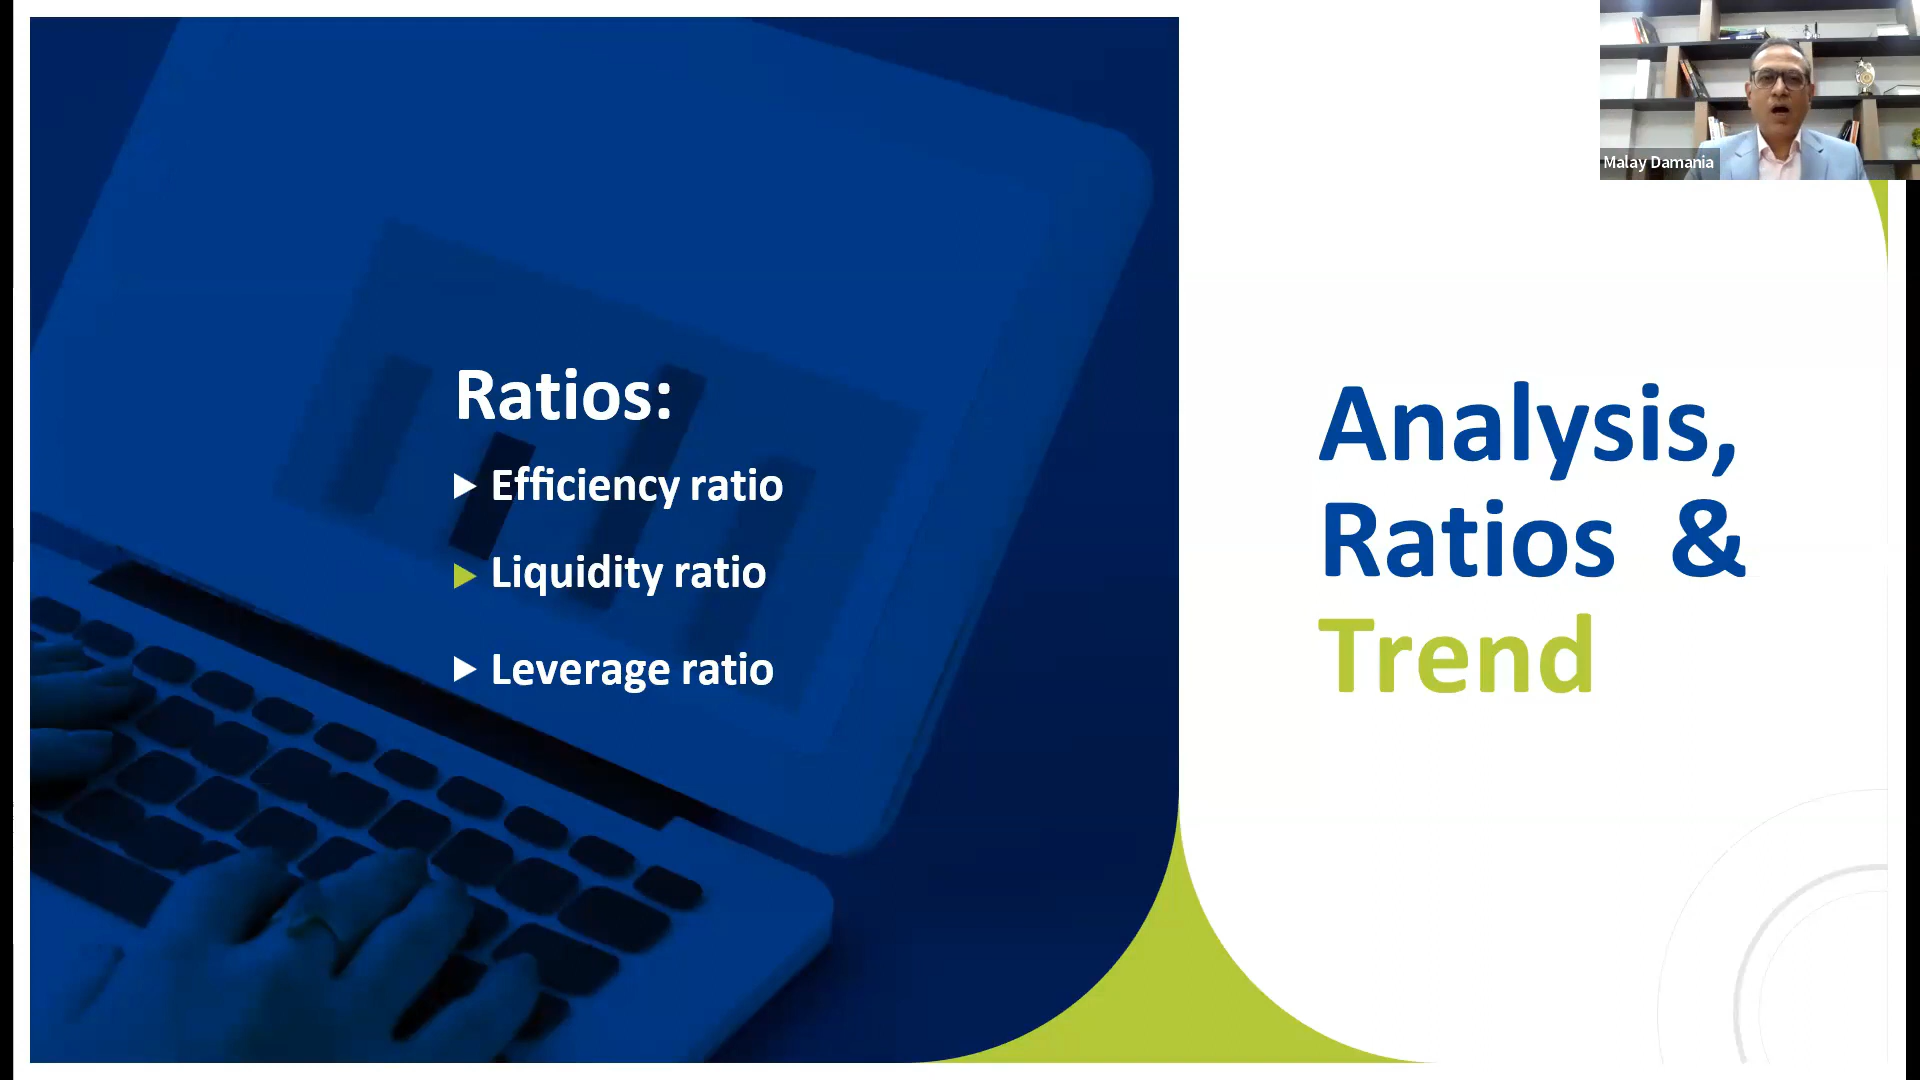 Malay Damania
Ratios:
Efficiency ratio
Liquidity ratio
Leverage ratio
Analysis,
Ratios &
Trend